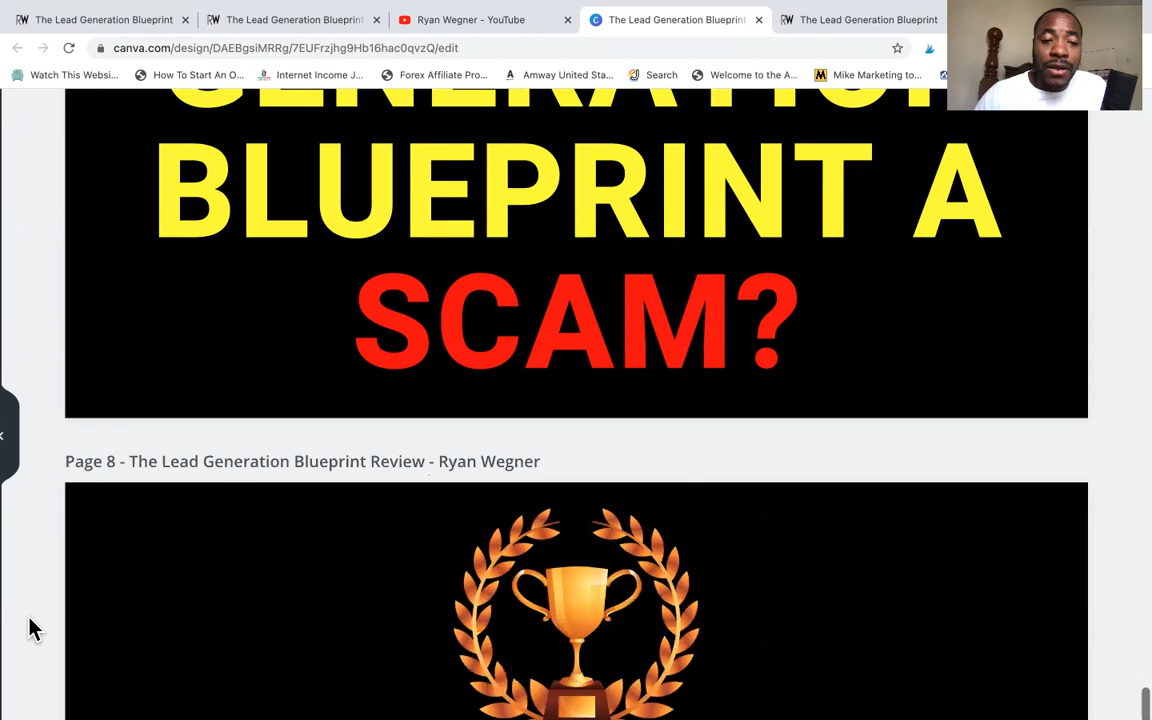 The Lead Generation Blueprint
The Lead Generation Blueprint
Ryan Wegner - YouTube
The Lead Generation Blueprint
The Lead Generation Blueprint
canva.com/design/DAEBgsiMRRg/7EUFrzjhg9Hb16hac0qvzQ/edit
Watch This Websi...
How To Start An O...
Internet Income J...
Forex Affiliate Pro...
Amway United Sta...
Search
Welcome to the A...
Mike Marketing to...
GENERATION
BLUEPRINT A
SCAM?
Page 8 - The Lead Generation Blueprint Review - Ryan Wegner